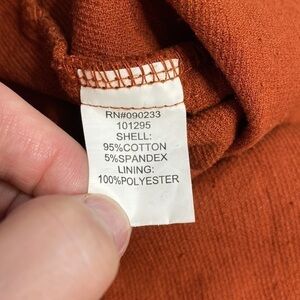 RN#090233
101295
SHELL:
95%COTTON
5%SPANDEX
LINING:
100%POLYESTER